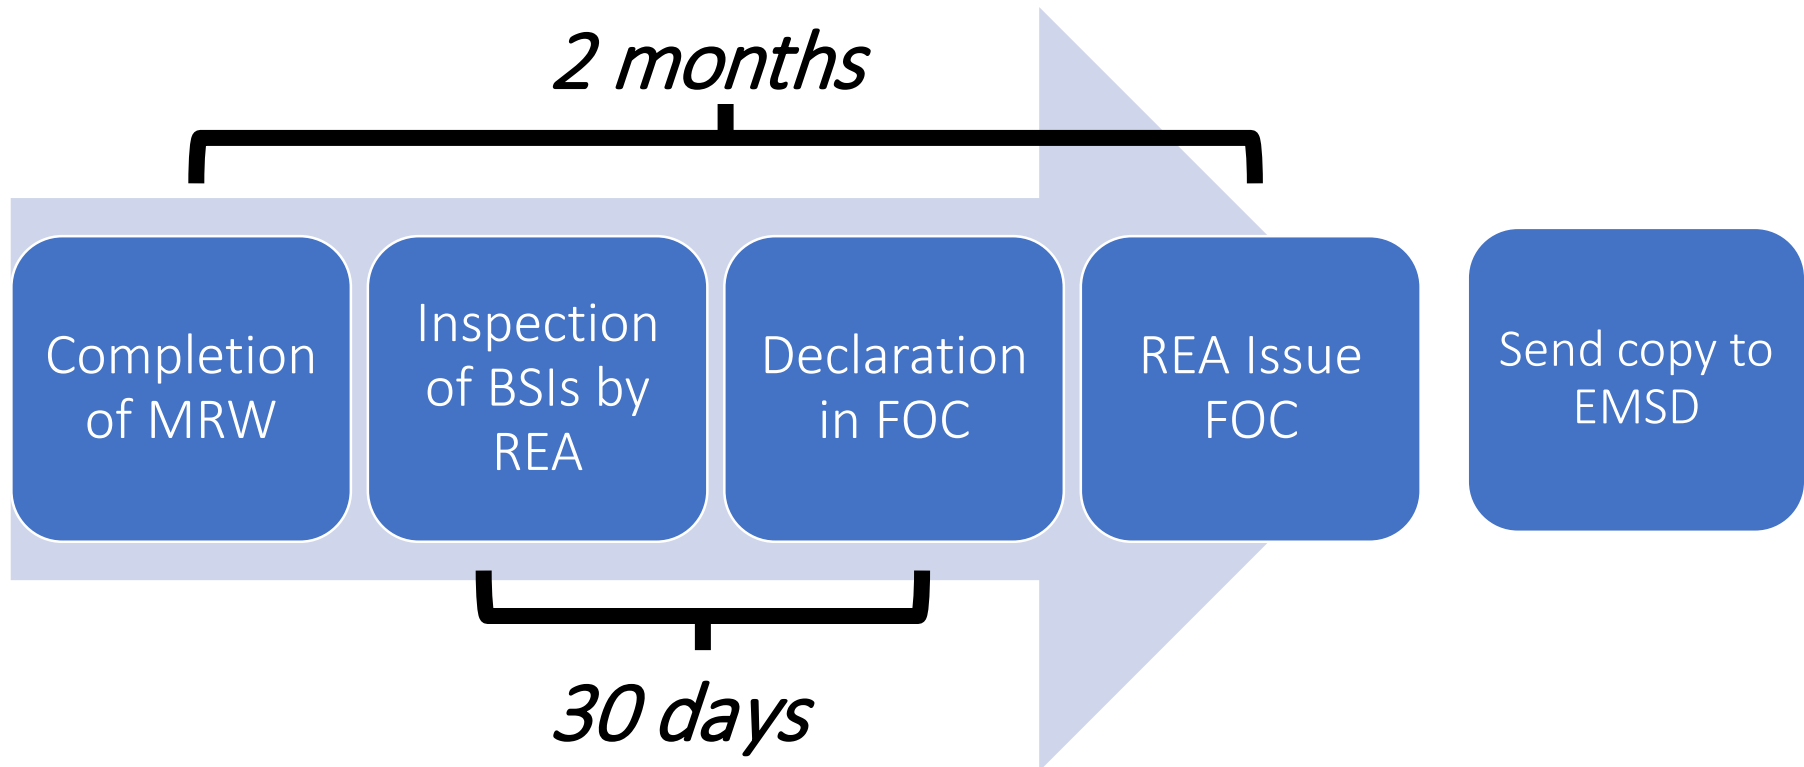 2 months
Completion
of MRW
Inspection
of BSIs by
REA
Declaration
in FOC
REA Issue
FOC
Send copy to
EMSD
30 days